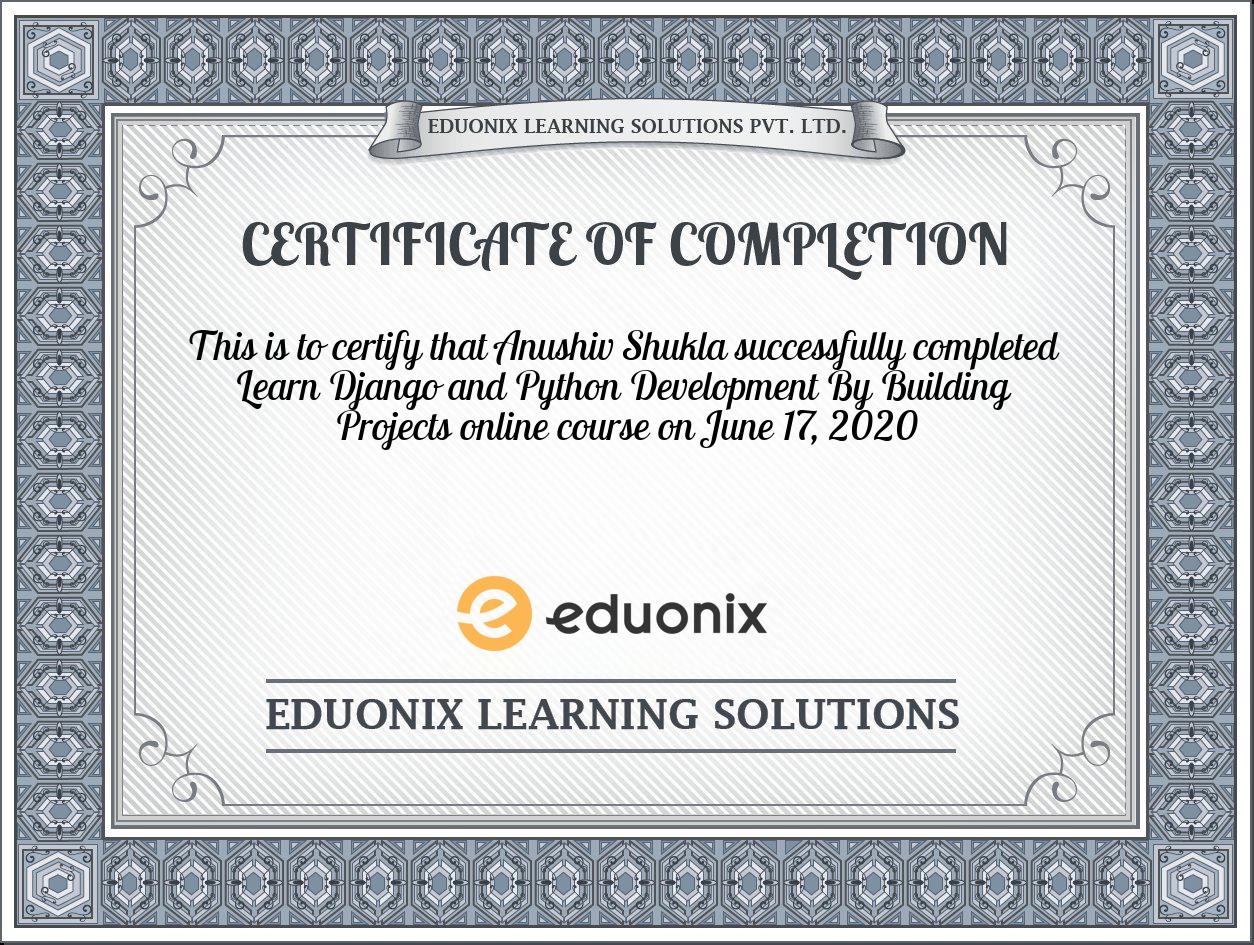 EDUONIX LEARNING SOLUTIONS PVT. LTD.
CERTIFICATE OF COMPLETION
This is to certify that Anushiv Shukla successfully completed
Learn Django and Python Development By Building
Projects online course on June 17, 2020
eduonix
EDUONIX LEARNING SOLUTIONS